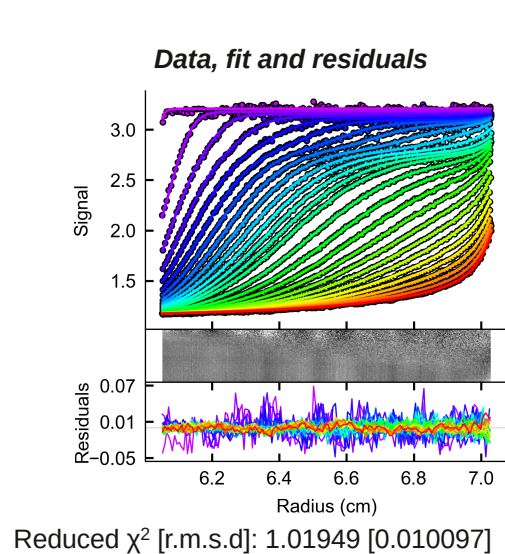 Data, fit and residuals
Signal
3.0
2.5
2.0
1.5
Residuals
0.07
0.01
−0.05
6.2 6.4 6.6 6.8 7.0
Radius (cm)
Reduced χ² [r.m.s.d]: 1.01949 [0.010097]